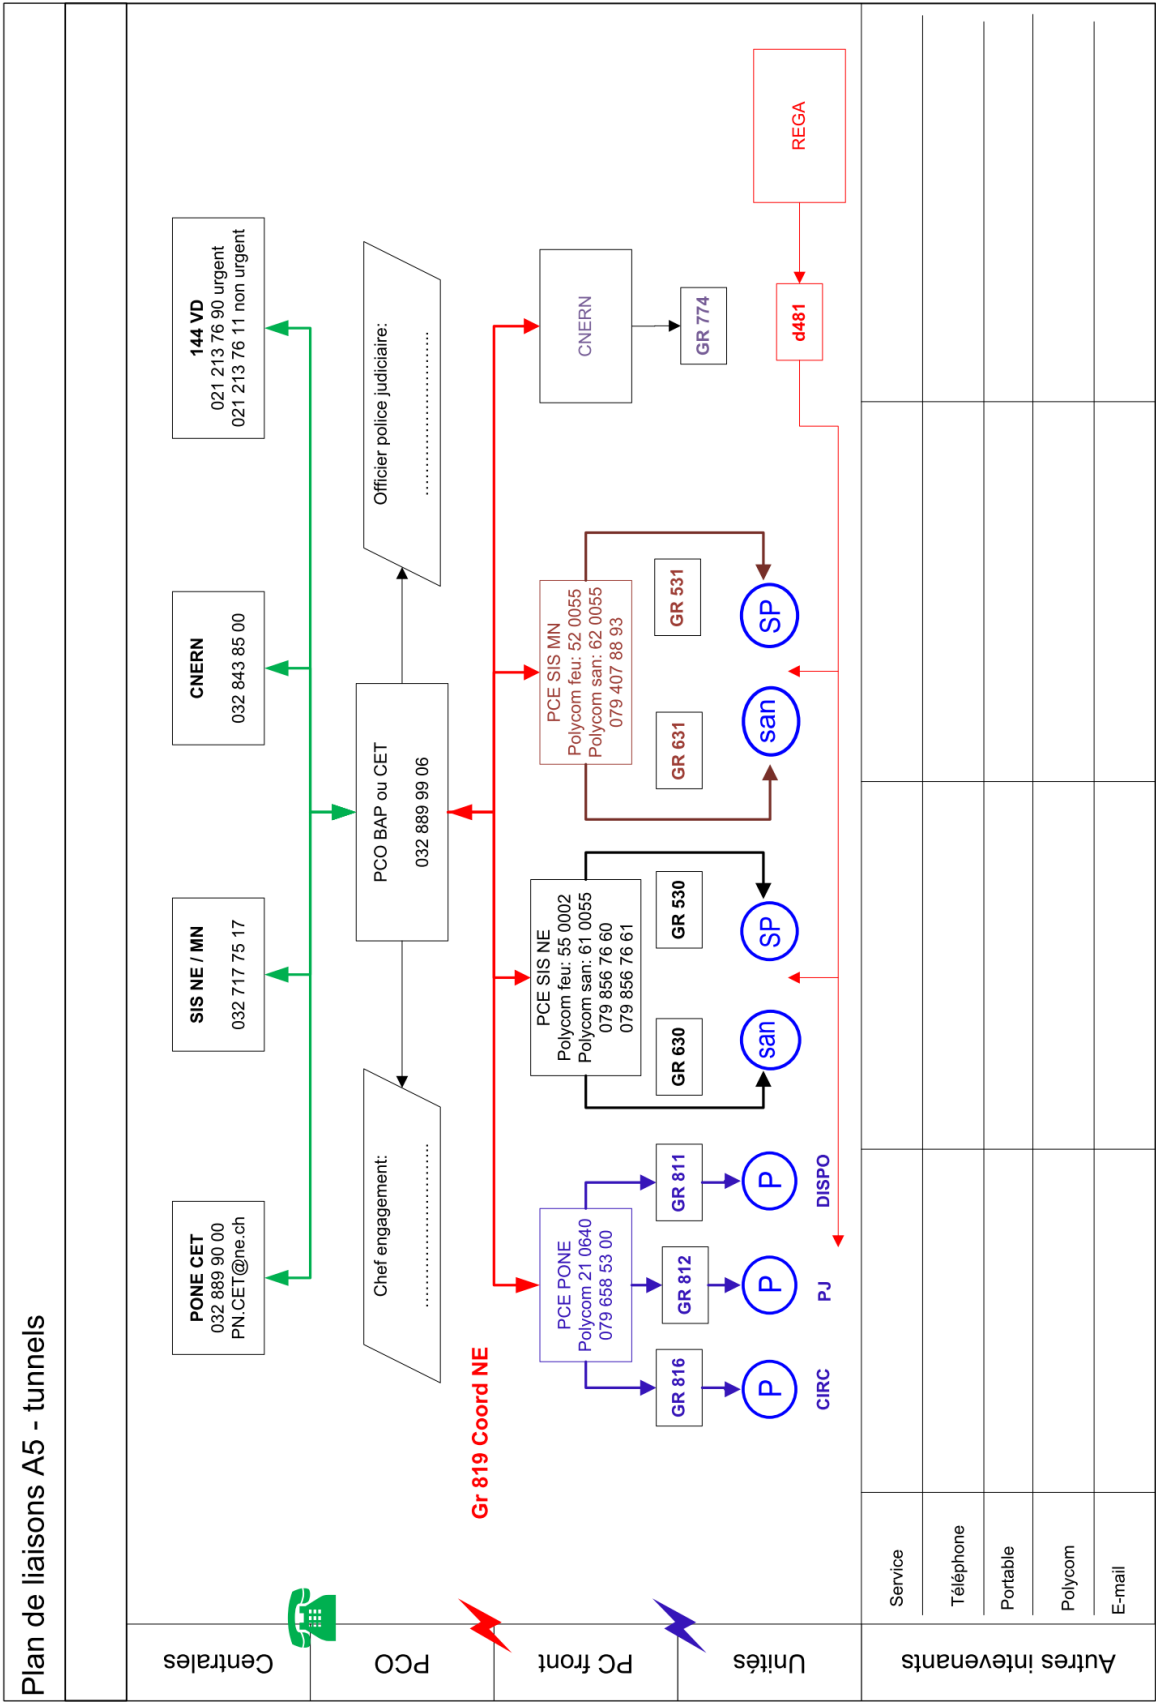 Plan de liaisons A5 - tunnels
Centrales
PONE CET
032 889 90 00
PN.CET@ne.ch
SIS NE / MN
032 717 75 17
CNERN
032 843 85 00
144 VD
021 213 76 90 urgent
021 213 76 11 non urgent
PCO
Chef engagement:
..............................
PCO BAP ou CET
032 889 99 06
Officier police judiciaire:
..............................
Gr 819 Coord NE
PC front
PCE PONE
Polycom 21 0640
079 658 53 00
PCE SIS NE
Polycom feu: 55 0002
Polycom san: 61 0055
079 856 76 60
079 856 76 61
PCE SIS MN
Polycom feu: 52 0055
Polycom san: 62 0055
079 407 88 93
CNERN
Unités
GR 816
GR 812
GR 811
GR 630
GR 530
GR 631
GR 531
GR 774
P
P
P
san
SP
san
SP
d481
REGA
CIRC
PJ
DISPO
Autres intevenants
Service
Téléphone
Portable
Polycom
E-mail